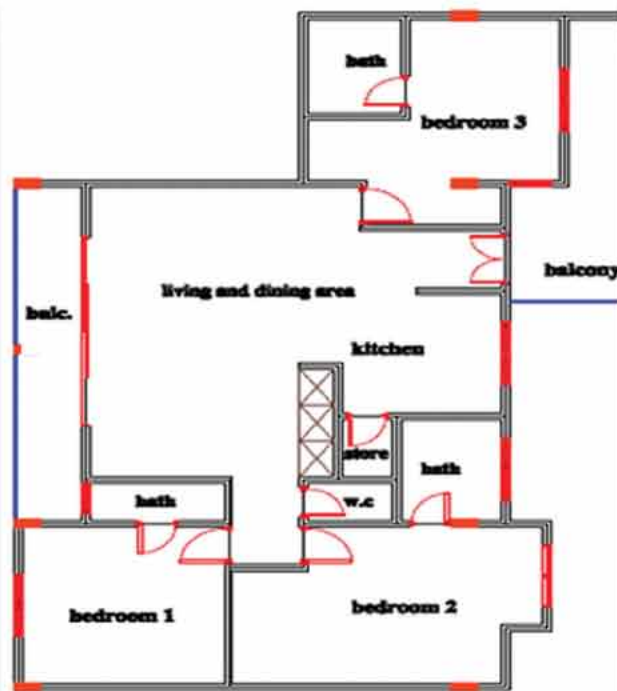 bath
bedroom 3
balcony
living and dining area
balc.
kitchen
store
bath
bath
w.c
bedroom 1
bedroom 2